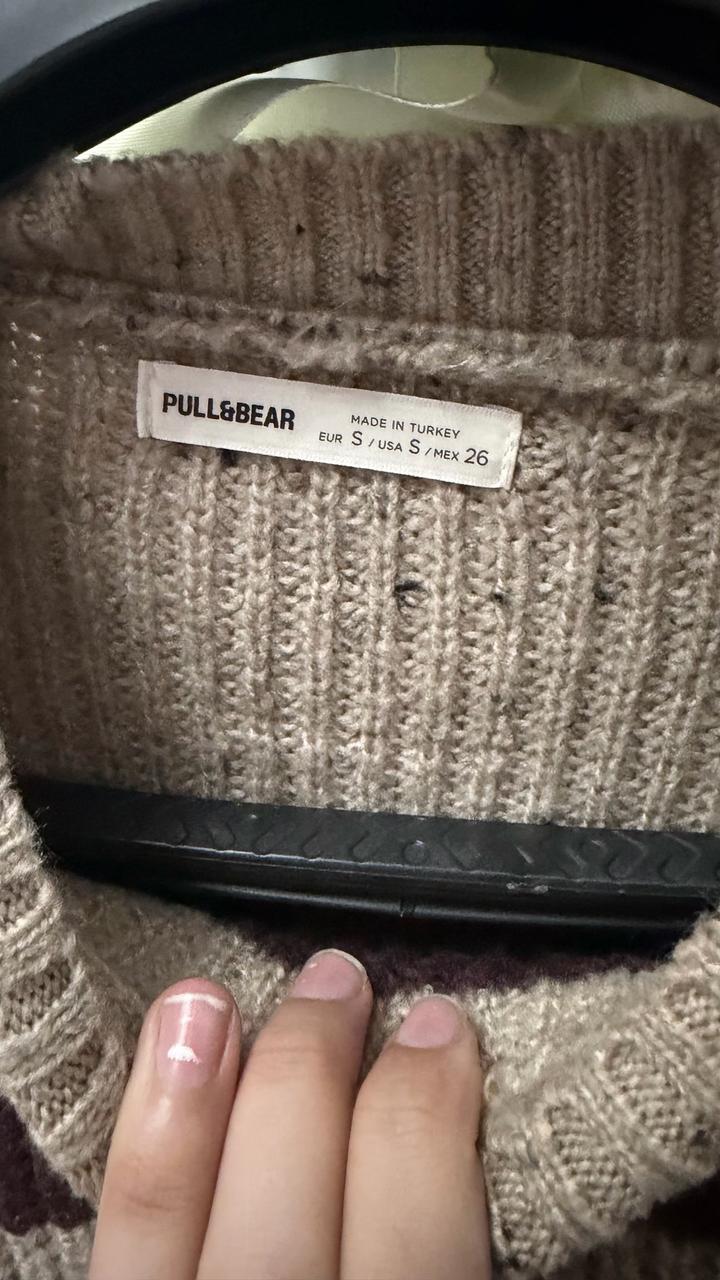 PULL&BEAR
MADE IN TURKEY
EUR S / USA S / MEX 26